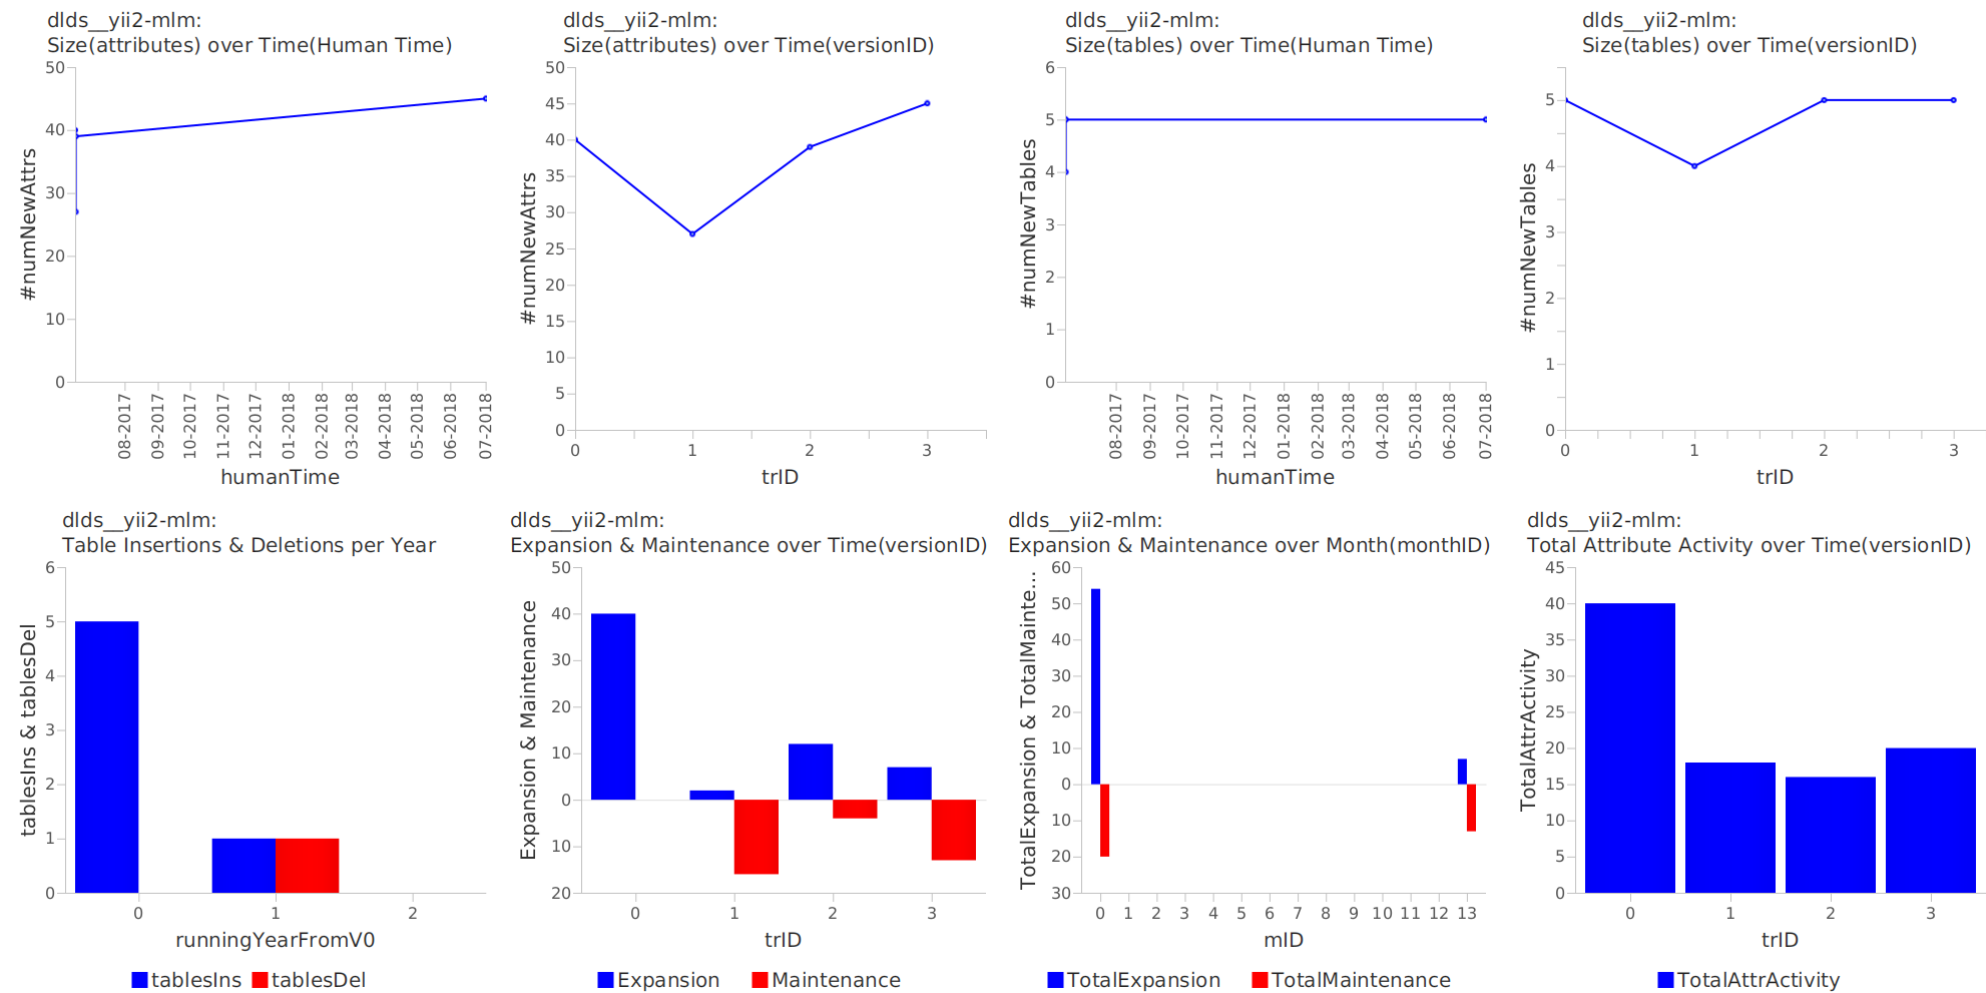 dlds__yii2-mlm:
Size(attributes) over Time(Human Time)
50
40
30
20
10
0
#numNewAttrs
08-2017
09-2017
10-2017
11-2017
12-2017
01-2018
02-2018
03-2018
04-2018
05-2018
06-2018
07-2018
humanTime
dlds__yii2-mlm:
Size(attributes) over Time(versionID)
50
45
40
35
30
25
20
15
10
5
0
#numNewAttrs
0 1 2 3
trID
dlds__yii2-mlm:
Size(tables) over Time(Human Time)
6
5
4
3
2
1
0
#numNewTables
08-2017
09-2017
10-2017
11-2017
12-2017
01-2018
02-2018
03-2018
04-2018
05-2018
06-2018
07-2018
humanTime
dlds__yii2-mlm:
Size(tables) over Time(versionID)
5
4
3
2
1
0
#numNewTables
0 1 2 3
trID
dlds__yii2-mlm:
Table Insertions & Deletions per Year
6
5
4
3
2
1
0
tablesIns & tablesDel
0 1 2
runningYearFromV0
tablesIns tablesDel
dlds__yii2-mlm:
Expansion & Maintenance over Time(versionID)
50
40
30
20
10
0
10
20
Expansion & Maintenance
0 1 2 3
trID
Expansion Maintenance
dlds__yii2-mlm:
Expansion & Maintenance over Month(monthID)
60
50
40
30
20
10
0
10
20
30
TotalExpansion & TotalMainte...
0 1 2 3 4 5 6 7 8 9 10 11 12 13
mID
TotalExpansion TotalMaintenance
dlds__yii2-mlm:
Total Attribute Activity over Time(versionID)
45
40
35
30
25
20
15
10
5
0
TotalAttrActivity
0 1 2 3
trID
TotalAttrActivity